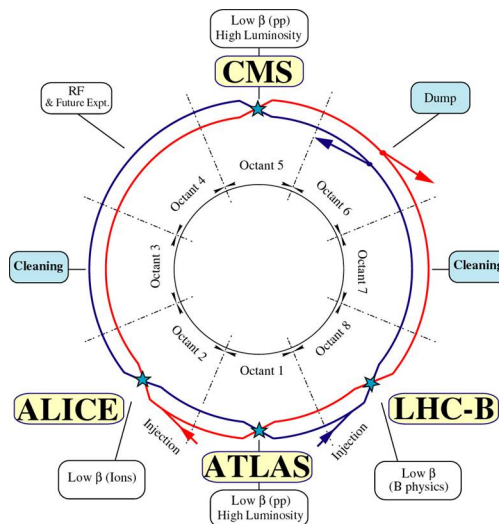 Low β (pp)
High Luminosity
CMS
RF
& Future Expt.
Dump
Octant 5
Octant 4
Octant 6
Octant 3
Octant 7
Cleaning
Cleaning
Octant 2
Octant 8
Octant 1
ALICE
LHC-B
Injection
Injection
ATLAS
Low β (Ions)
Low β
(B physics)
Low β (pp)
High Luminosity